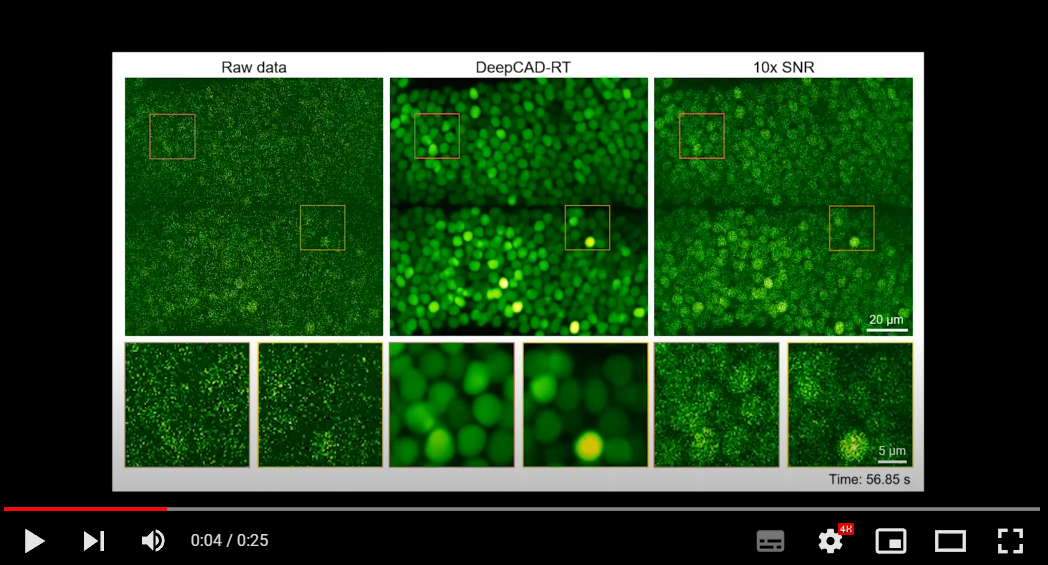 Raw data
DeepCAD-RT
10x SNR
20 µm
5 µm
Time: 56.85 s
0:04 / 0:25
4K